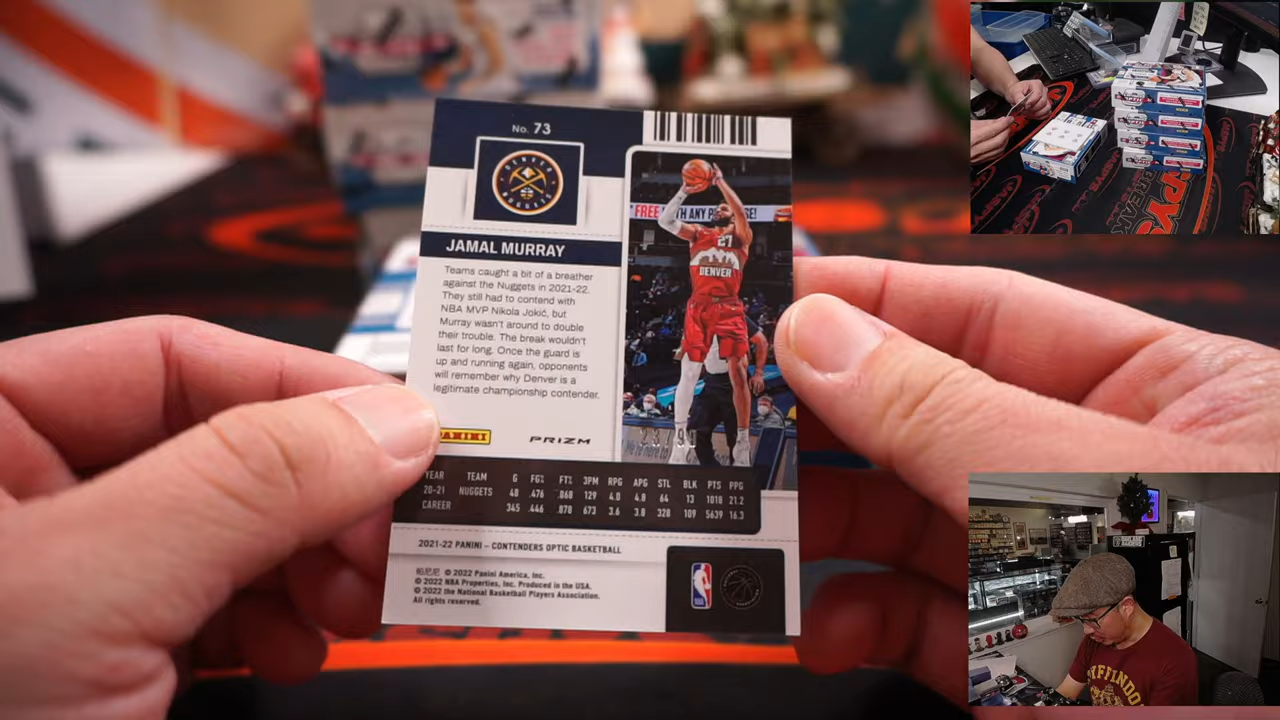 No. 73
DENVER
NUGGETS
JAMAL MURRAY
Teams caught a bit of a breather
against the Nuggets in 2021-22.
They still had to contend with
NBA MVP Nikola Jokić, but
Murray wasn't around to double
their trouble. The break wouldn't
last for long. Once the guard is
up and running again, opponents
will remember why Denver is a
legitimate championship contender.
FREE
27
DENVER
PANINI
PRIZM
YEAR TEAM G FG% FT% 3PM RPG APG STL BLK PTS PPG
20-21 NUGGETS 48 .476 .868 129 4.0 4.8 64 13 1018 21.2
CAREER 345 .446 .878 673 3.6 3.8 328 109 5639 16.3
2021-22 PANINI – CONTENDERS OPTIC BASKETBALL
帕尼尼 © 2022 Panini America, Inc.
© 2022 NBA Properties, Inc. Produced in the USA.
© 2022 the National Basketball Players Association.
All rights reserved.